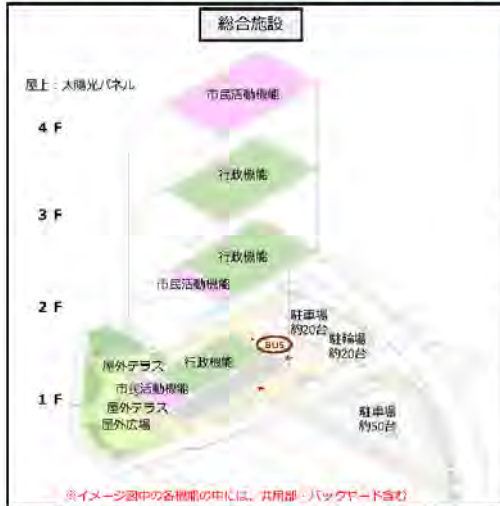 総合施設
屋上：太陽光パネル
市民活動機能
4F
行政機能
3F
行政機能
市民活動機能
2F
駐車場
約20台
BUS
駐輪場
約20台
行政機能
屋外テラス
市民活動機能
1F
屋外テラス
屋外広場
駐車場
約50台
※イメージ図中の各機能の中には、共用部・バックヤード含む